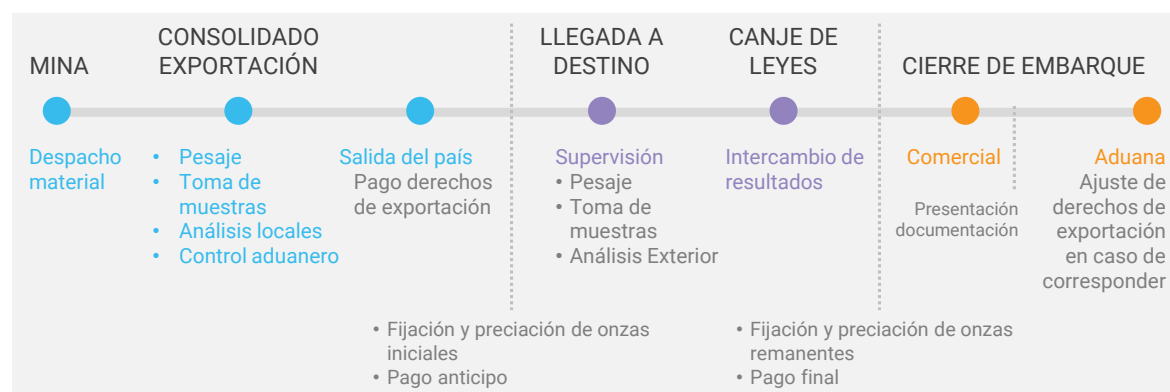 MINA
CONSOLIDADO
EXPORTACIÓN
LLEGADA A
DESTINO
CANJE DE
LEYES
CIERRE DE EMBARQUE
Despacho
material
• Pesaje
• Toma de
muestras
• Análisis locales
• Control aduanero
Salida del país
Pago derechos
de exportación
Supervisión
• Pesaje
• Toma de
muestras
• Análisis Exterior
Intercambio de
resultados
Comercial
Presentación
documentación
Aduana
Ajuste de
derechos de
exportación
en caso de
corresponder
• Fijación y preciación de onzas
iniciales
• Pago anticipo
• Fijación y preciación de onzas
remanentes
• Pago final